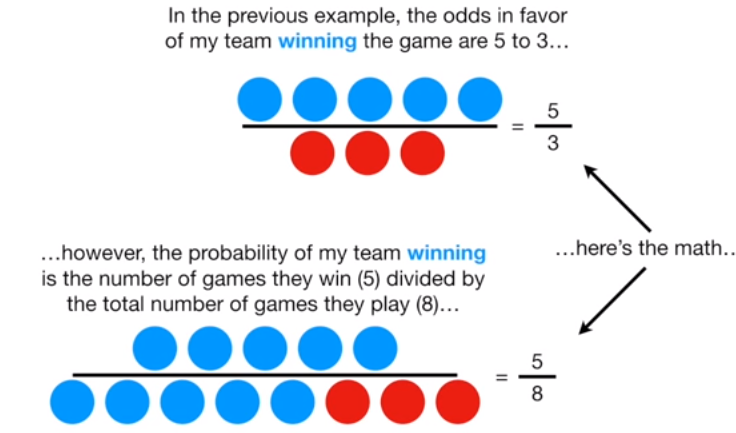 In the previous example, the odds in favor
of my team winning the game are 5 to 3…
= 5
3
…however, the probability of my team winning
is the number of games they win (5) divided by
the total number of games they play (8)…
…here's the math..
= 5
8